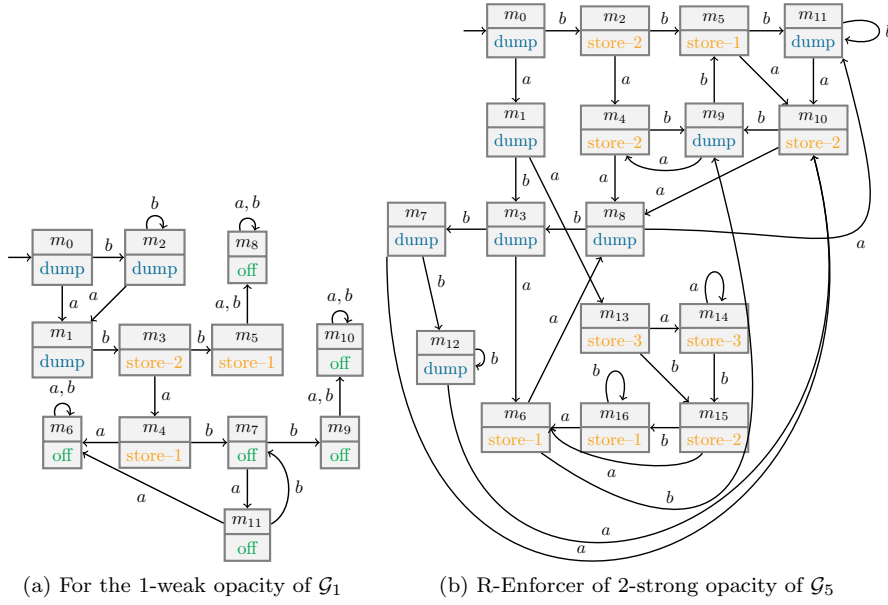 m₀ b m₂ b m₅ b m₁₁
dump store–2 store–1 dump b
a a a a
m₁ m₄ b m₉ b m₁₀
dump store–2 dump store–2
b a a b a a
m₇ b m₃ b m₈
dump dump dump a
b a a
m₁₃ a m₁₄ a
store–3 store–3
m₁₂ b b b
dump
m₆ a m₁₆ b m₁₅ b
store–1 store–1 store–2
a b
a
a
b a, b
m₀ b m₂ m₈
dump dump off
a a a, b a, b
m₁ b m₃ b m₅ m₁₀
dump store–2 store–1 off
a, b a a, b
m₆ a m₄ b m₇ b m₉
off store–1 off off
a a b
m₁₁
off
(a) For the 1-weak opacity of 𝒢₁
(b) R-Enforcer of 2-strong opacity of 𝒢₅